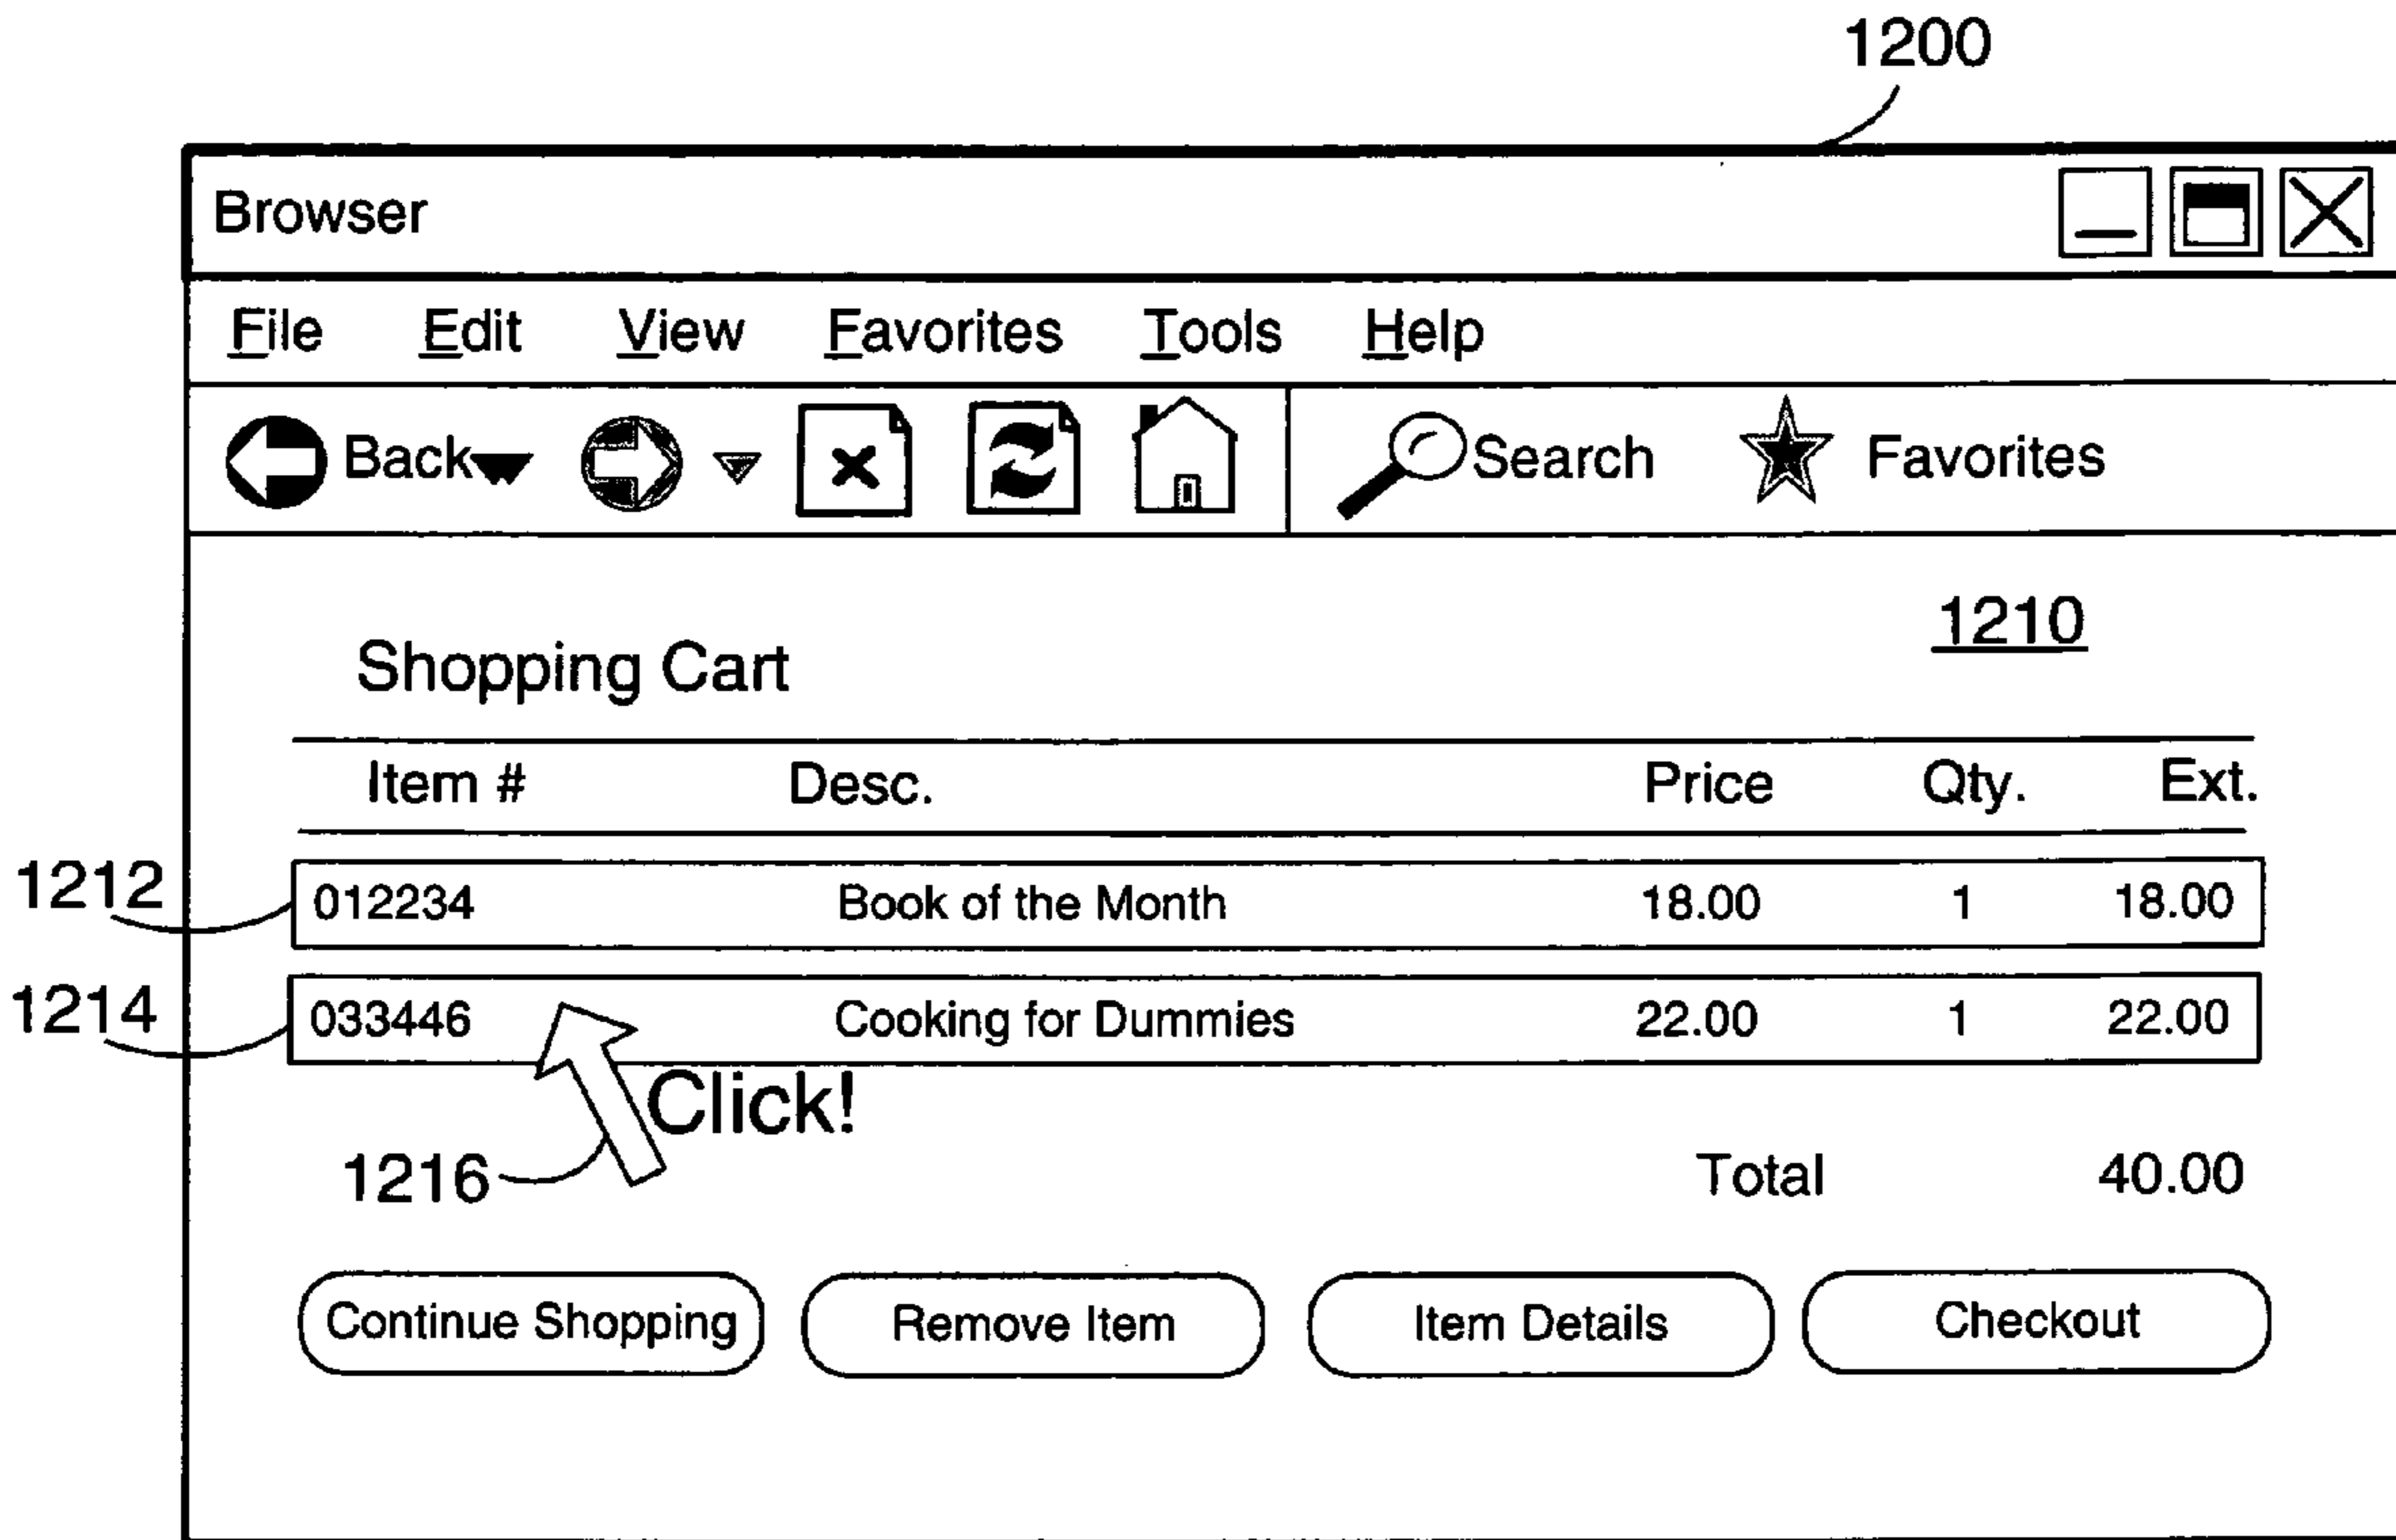 1200
Browser
File Edit View Favorites Tools Help
Back Search Favorites
1210
Shopping Cart
Item # Desc. Price Qty. Ext.
1212 012234 Book of the Month 18.00 1 18.00
1214 033446 Cooking for Dummies 22.00 1 22.00
Click!
1216 Total 40.00
Continue Shopping Remove Item Item Details Checkout